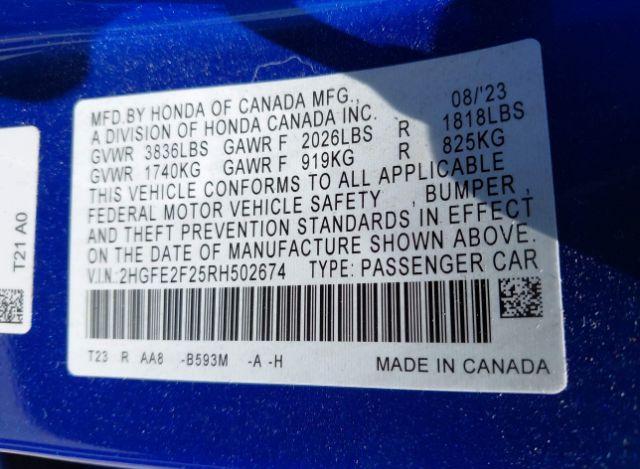 MFD.BY HONDA OF CANADA MFG., 08/'23
A DIVISION OF HONDA CANADA INC.
GVWR 3836LBS GAWR F 2026LBS R 1818LBS
GVWR 1740KG GAWR F 919KG R 825KG
THIS VEHICLE CONFORMS TO ALL APPLICABLE
FEDERAL MOTOR VEHICLE SAFETY , BUMPER ,
AND THEFT PREVENTION STANDARDS IN EFFECT
ON THE DATE OF MANUFACTURE SHOWN ABOVE.
V.I.N: 2HGFE2F25RH502674 TYPE: PASSENGER CAR
T23 R AA8 -B593M -A -H MADE IN CANADA
T21 A0